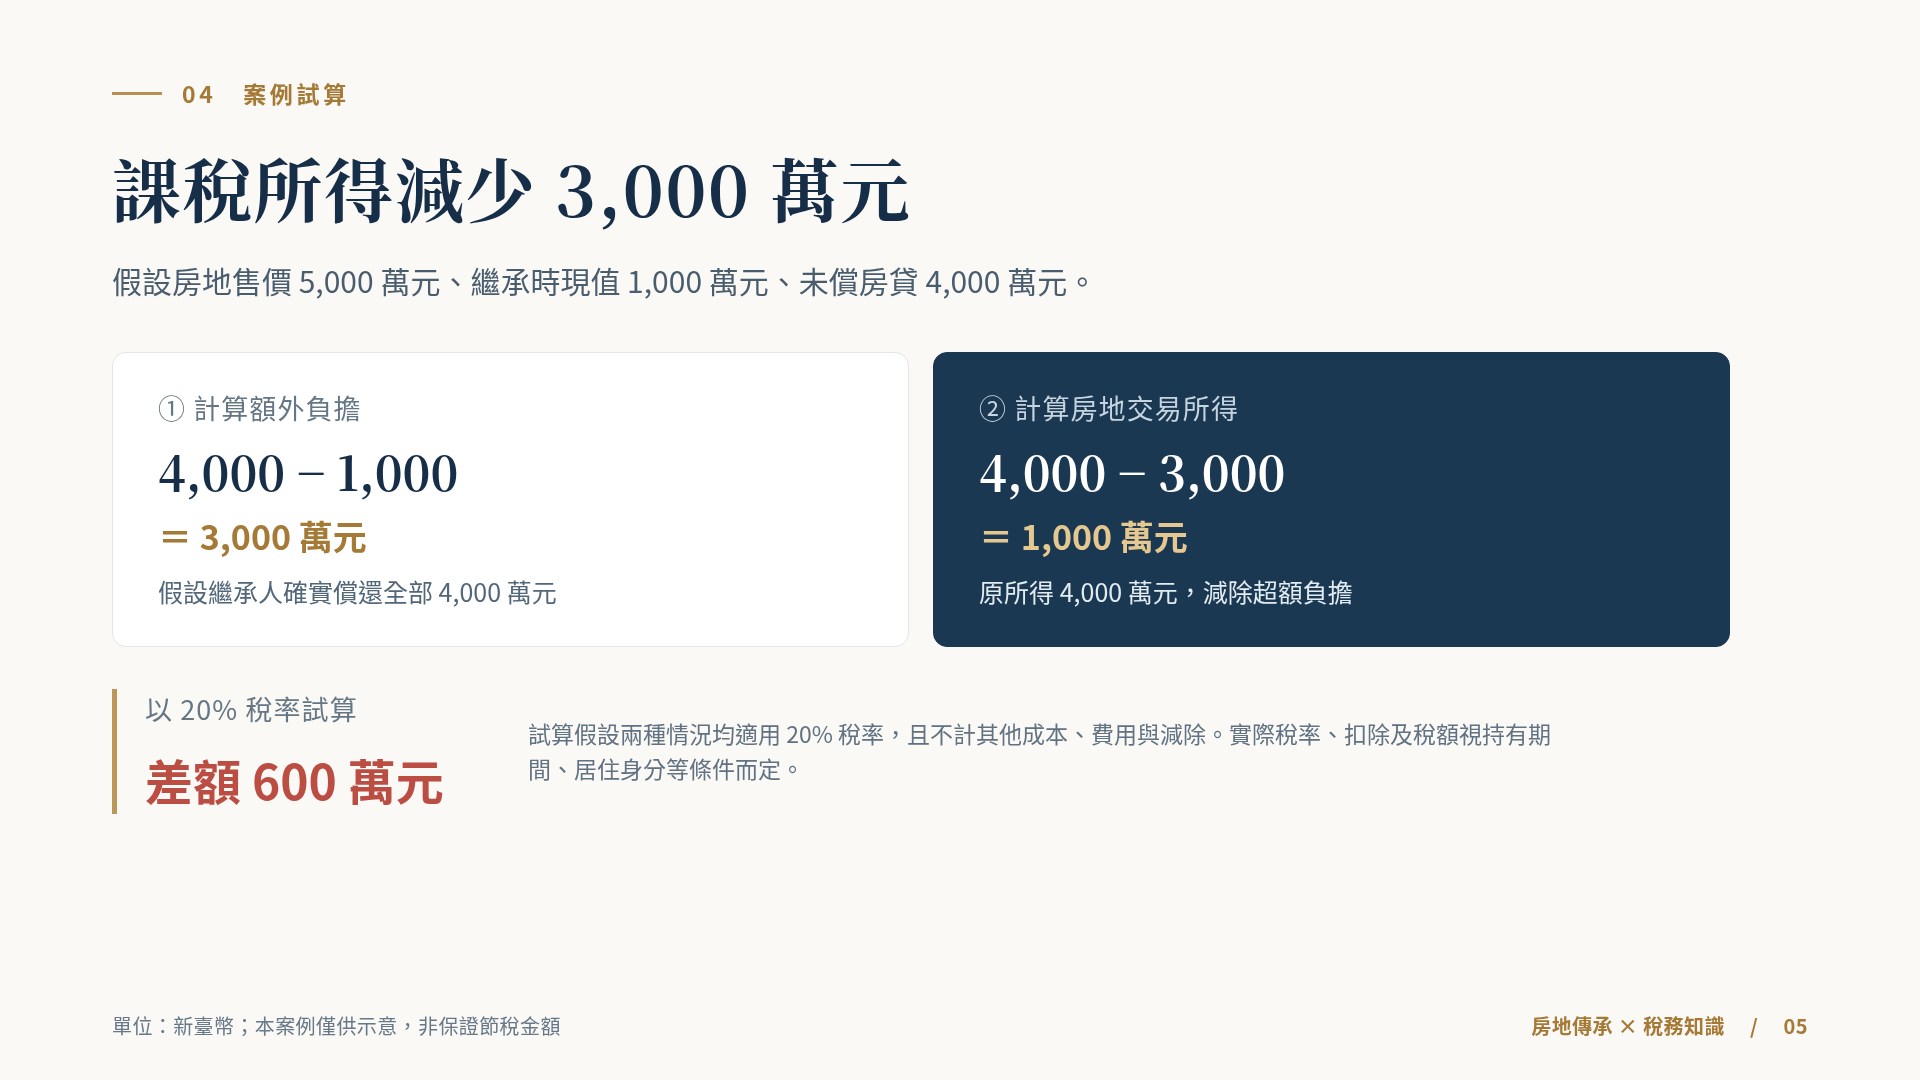 04 案例試算
課稅所得減少 3,000 萬元
假設房地售價 5,000 萬元、繼承時現值 1,000 萬元、未償房貸 4,000 萬元。
① 計算額外負擔
4,000 − 1,000
＝ 3,000 萬元
假設繼承人確實償還全部 4,000 萬元
② 計算房地交易所得
4,000 − 3,000
＝ 1,000 萬元
原所得 4,000 萬元，減除超額負擔
以 20% 稅率試算
差額 600 萬元
試算假設兩種情況均適用 20% 稅率，且不計其他成本、費用與減除。實際稅率、扣除及稅額視持有期
間、居住身分等條件而定。
單位：新臺幣；本案例僅供示意，非保證節稅金額
房地傳承 × 稅務知識 / 05